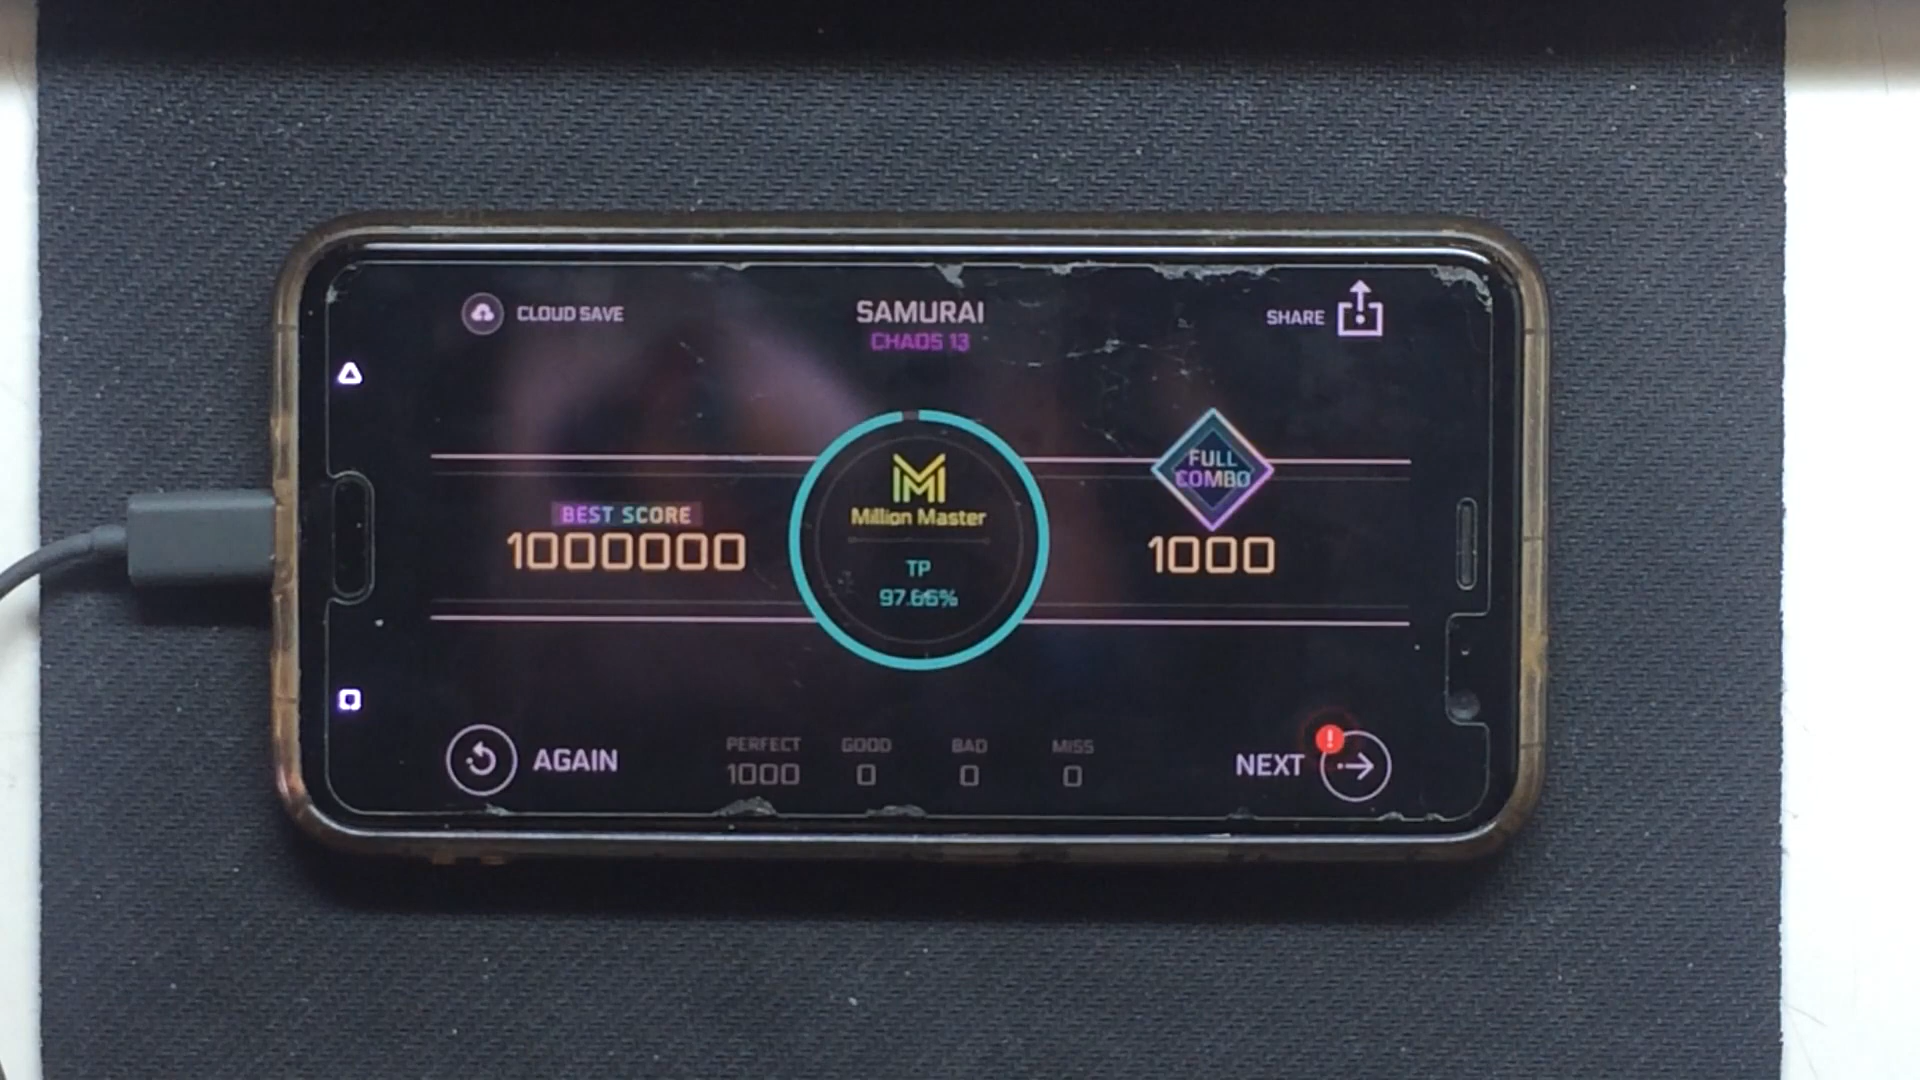 CLOUD SAVE
SAMURAI
CHAOS 13
SHARE
FULL
COMBO
BEST SCORE
1000000
Million Master
TP
97.66%
1000
AGAIN
PERFECT GOOD BAD MISS
1000 0 0 0
NEXT